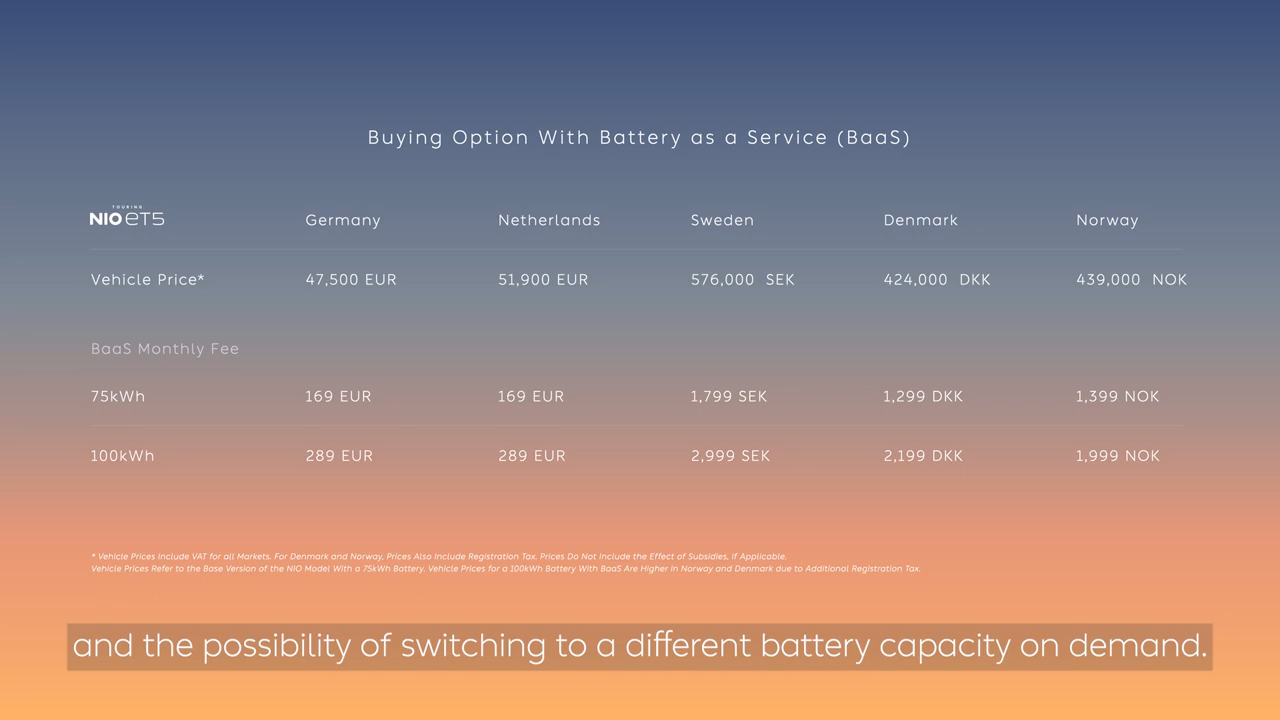 Buying Option With Battery as a Service (BaaS)
TOURING
NIO ET5 Germany Netherlands Sweden Denmark Norway
Vehicle Price* 47,500 EUR 51,900 EUR 576,000 SEK 424,000 DKK 439,000 NOK
BaaS Monthly Fee
75kWh 169 EUR 169 EUR 1,799 SEK 1,299 DKK 1,399 NOK
100kWh 289 EUR 289 EUR 2,999 SEK 2,199 DKK 1,999 NOK
* Vehicle Prices Include VAT for all Markets. For Denmark and Norway, Prices Also Include Registration Tax. Prices Do Not Include the Effect of Subsidies, If Applicable.
Vehicle Prices Refer to the Base Version of the NIO Model With a 75kWh Battery. Vehicle Prices for a 100kWh Battery With BaaS Are Higher in Norway and Denmark due to Additional Registration Tax.
and the possibility of switching to a different battery capacity on demand.